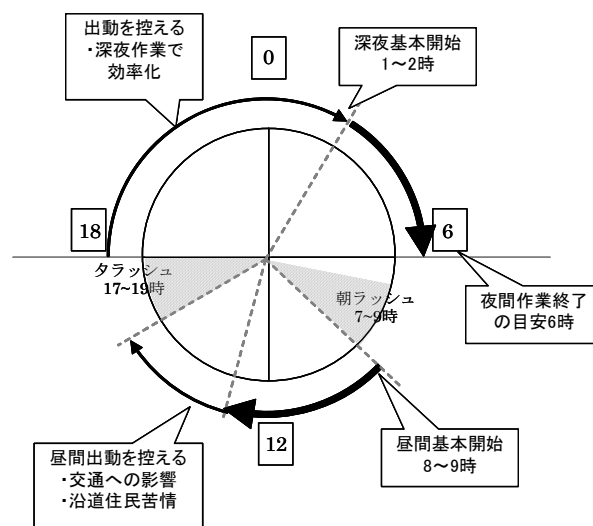 出動を控える
・深夜作業で
効率化
0
深夜基本開始
1～2時
18
6
夕ラッシュ
17~19時
朝ラッシュ
7~9時
夜間作業終了
の目安6時
12
昼間出動を控える
・交通への影響
・沿道住民苦情
昼間基本開始
8～9時